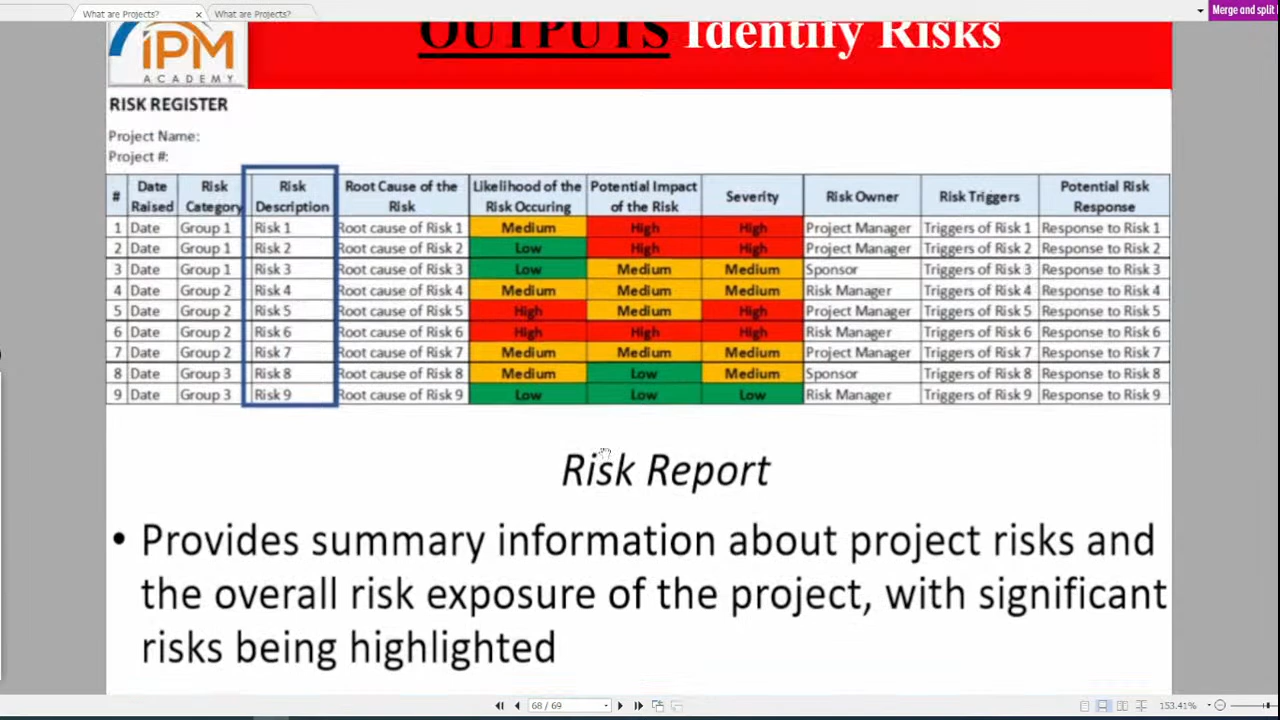 What are Projects? ×
What are Projects?
Merge and split
IPM
ACADEMY
OUTPUTS Identify Risks
RISK REGISTER
Project Name:
Project #:
# Date Raised Risk Category Risk Description Root Cause of the Risk Likelihood of the Risk Occuring Potential Impact of the Risk Severity Risk Owner Risk Triggers Potential Risk Response
1 Date Group 1 Risk 1 Root cause of Risk 1 Medium High High Project Manager Triggers of Risk 1 Response to Risk 1
2 Date Group 1 Risk 2 Root cause of Risk 2 Low High High Project Manager Triggers of Risk 2 Response to Risk 2
3 Date Group 1 Risk 3 Root cause of Risk 3 Low Medium Medium Sponsor Triggers of Risk 3 Response to Risk 3
4 Date Group 2 Risk 4 Root cause of Risk 4 Medium Medium Medium Risk Manager Triggers of Risk 4 Response to Risk 4
5 Date Group 2 Risk 5 Root cause of Risk 5 High Medium High Project Manager Triggers of Risk 5 Response to Risk 5
6 Date Group 2 Risk 6 Root cause of Risk 6 High High High Risk Manager Triggers of Risk 6 Response to Risk 6
7 Date Group 2 Risk 7 Root cause of Risk 7 Medium Medium Medium Project Manager Triggers of Risk 7 Response to Risk 7
8 Date Group 3 Risk 8 Root cause of Risk 8 Medium Low Medium Sponsor Triggers of Risk 8 Response to Risk 8
9 Date Group 3 Risk 9 Root cause of Risk 9 Low Low Low Risk Manager Triggers of Risk 9 Response to Risk 9
Risk Report
• Provides summary information about project risks and
the overall risk exposure of the project, with significant
risks being highlighted
68 / 69
153.41%